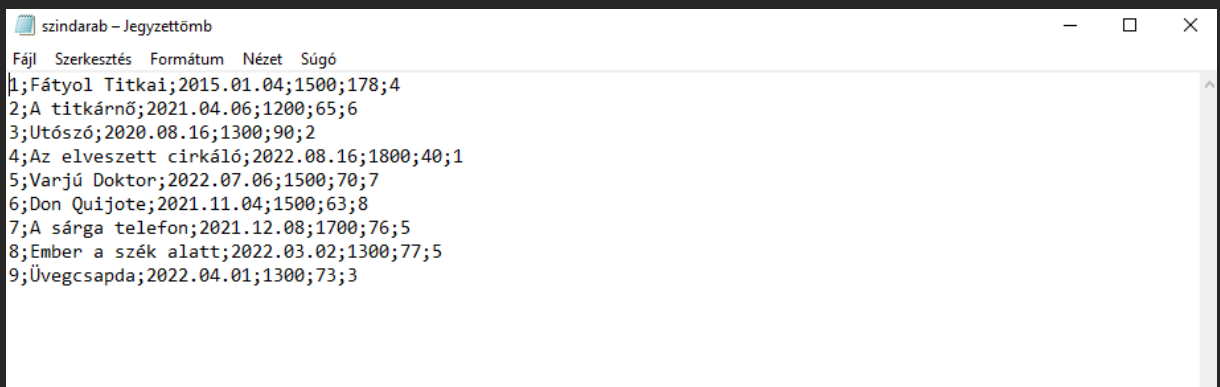 szindarab – Jegyzettömb
Fájl Szerkesztés Formátum Nézet Súgó
1;Fátyol Titkai;2015.01.04;1500;178;4
2;A titkárnő;2021.04.06;1200;65;6
3;Utószó;2020.08.16;1300;90;2
4;Az elveszett cirkáló;2022.08.16;1800;40;1
5;Varjú Doktor;2022.07.06;1500;70;7
6;Don Quijote;2021.11.04;1500;63;8
7;A sárga telefon;2021.12.08;1700;76;5
8;Ember a szék alatt;2022.03.02;1300;77;5
9;Üvegcsapda;2022.04.01;1300;73;3